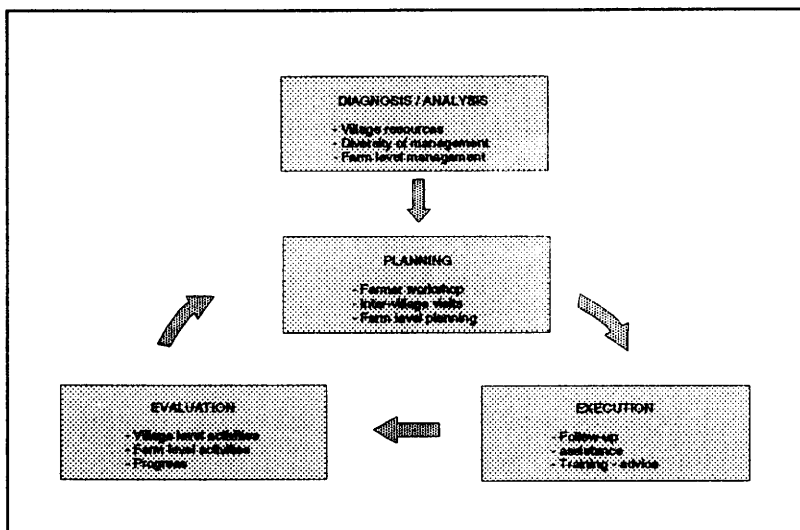 DIAGNOSIS / ANALYSIS
- Village resources
- Diversity of management
- Farm level management
PLANNING
- Farmer workshop
- Inter-village visits
- Farm level planning
EVALUATION
- Village level activities
- Farm level activities
- Progress
EXECUTION
- Follow-up
- assistance
- Training - advice